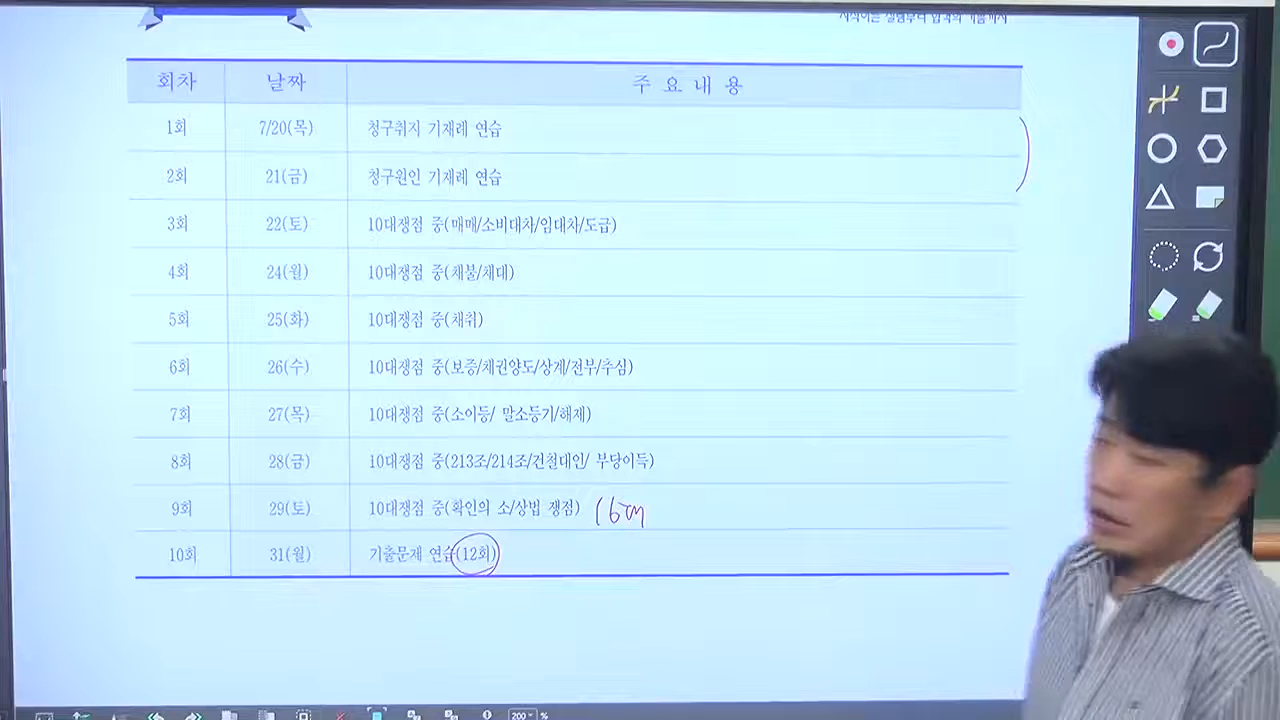 회차 날짜 주 요 내 용
1회 7/20(목) 청구취지 기재례 연습
2회 21(금) 청구원인 기재례 연습
3회 22(토) 10대쟁점 중(매매/소비대차/임대차/도급)
4회 24(월) 10대쟁점 중(채불/채대)
5회 25(화) 10대쟁점 중(채취)
6회 26(수) 10대쟁점 중(보증/채권양도/상계/전부/추심)
7회 27(목) 10대쟁점 중(소이등/ 말소등기/해제)
8회 28(금) 10대쟁점 중(213조/214조/건철대인/ 부당이득)
9회 29(토) 10대쟁점 중(확인의 소/상법 쟁점)
10회 31(월) 기출문제 연습(12회)
200 %